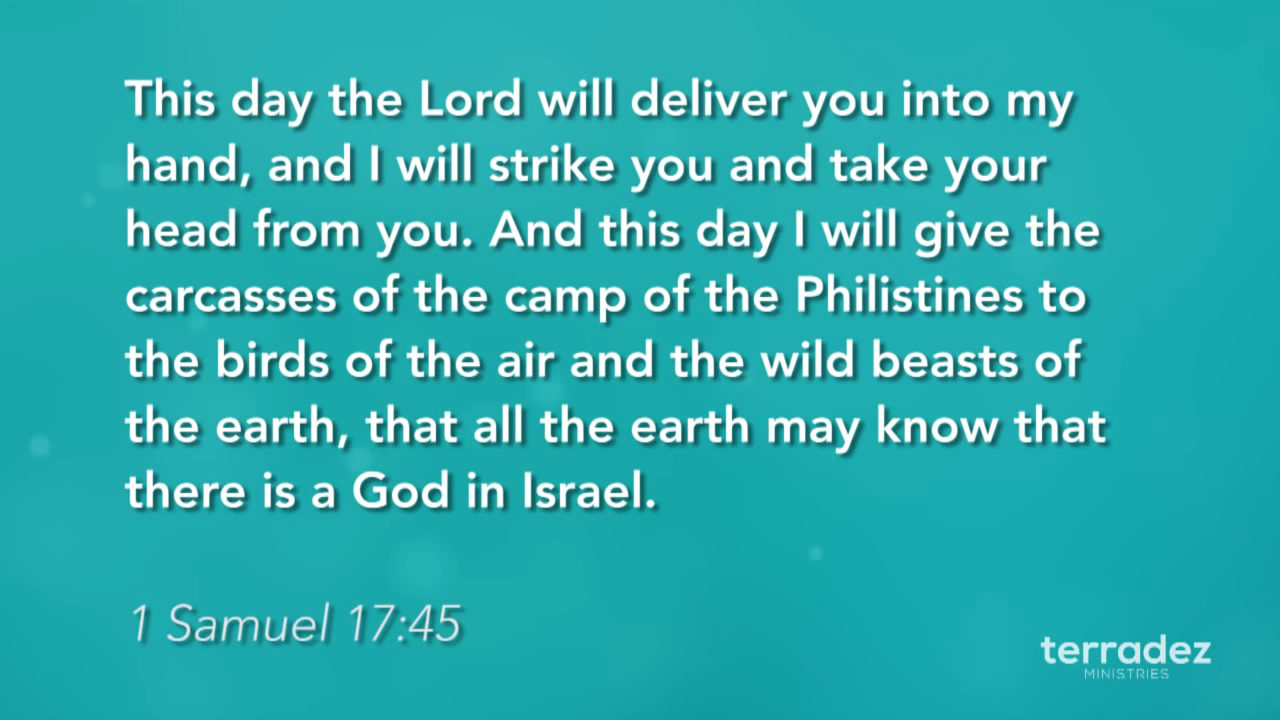 This day the Lord will deliver you into my
hand, and I will strike you and take your
head from you. And this day I will give the
carcasses of the camp of the Philistines to
the birds of the air and the wild beasts of
the earth, that all the earth may know that
there is a God in Israel.
1 Samuel 17:45
terradez
MINISTRIES